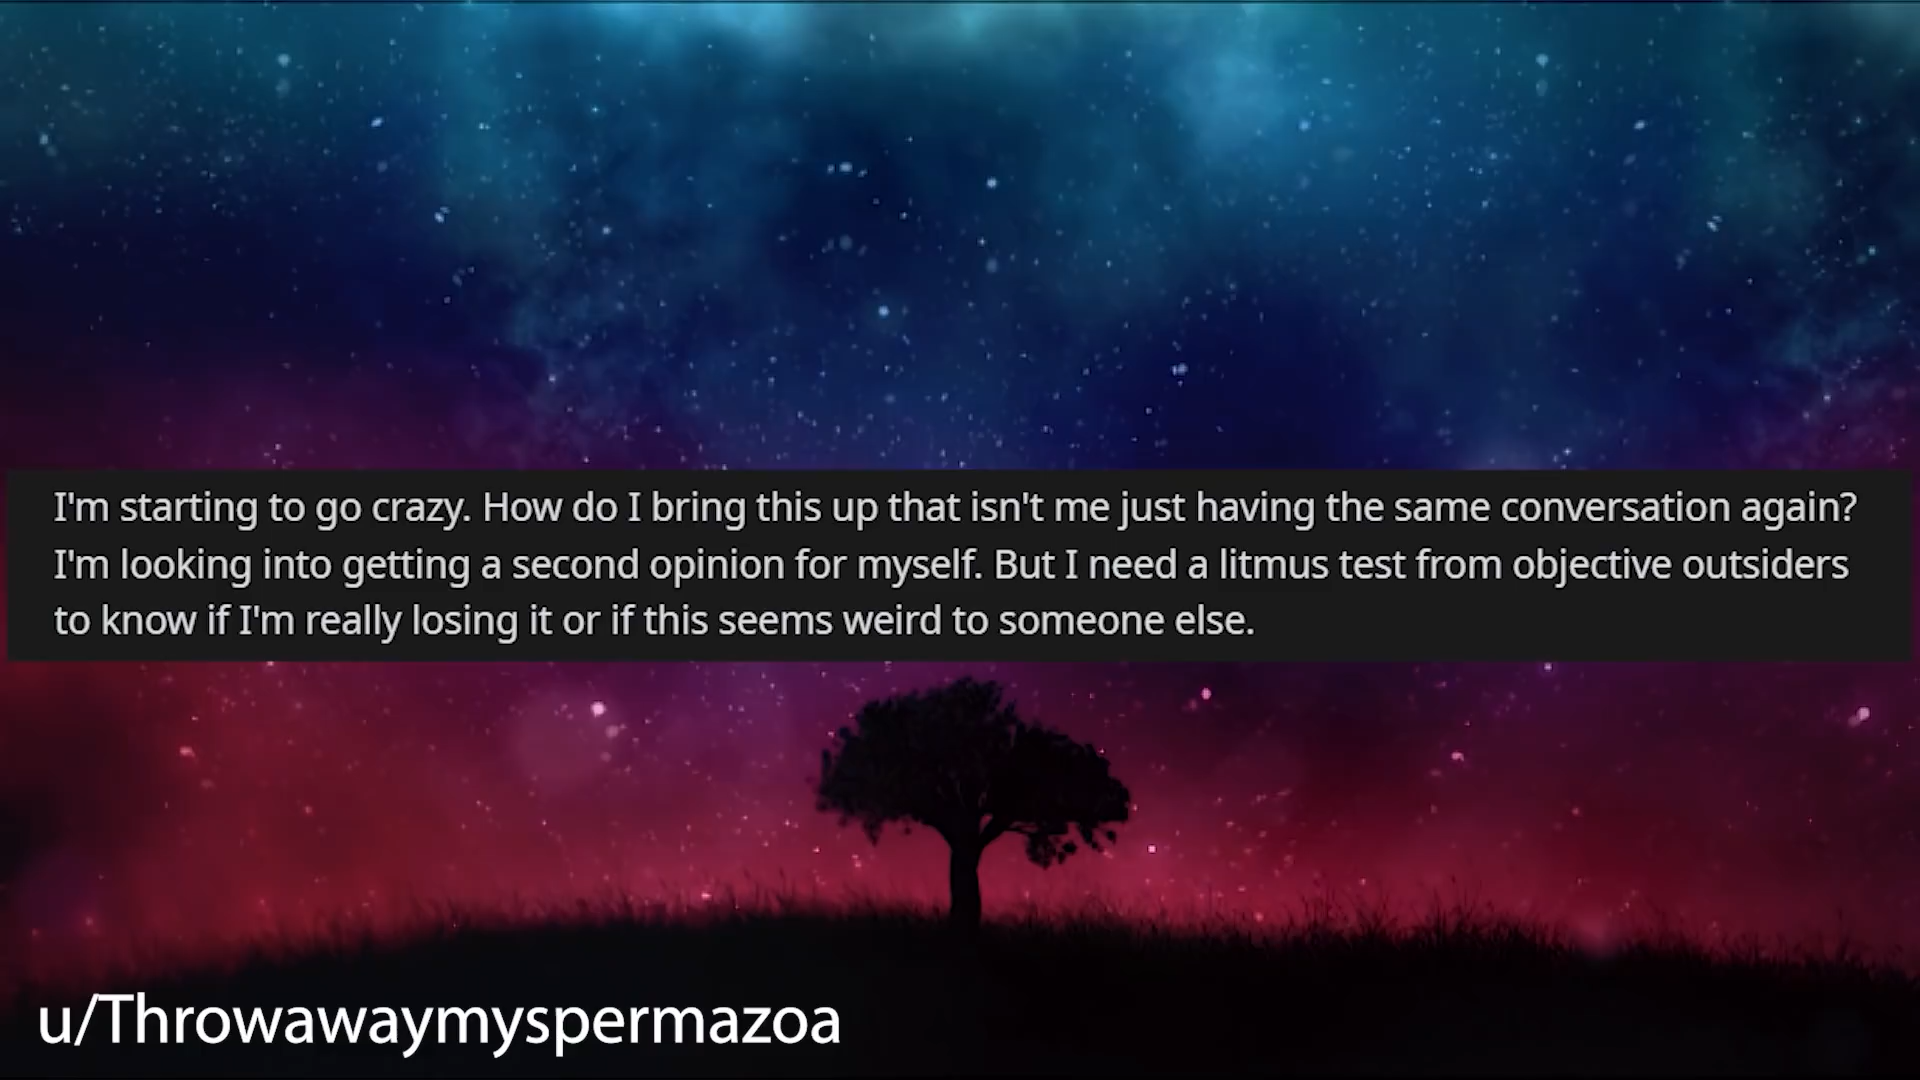 I'm starting to go crazy. How do I bring this up that isn't me just having the same conversation again?
I'm looking into getting a second opinion for myself. But I need a litmus test from objective outsiders
to know if I'm really losing it or if this seems weird to someone else.
u/Throwawaymyspermazoa